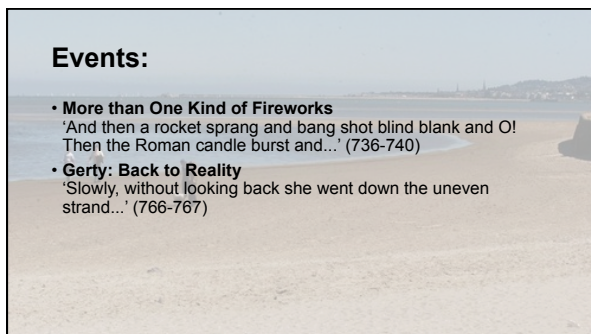 Events:
• More than One Kind of Fireworks
‘And then a rocket sprang and bang shot blind blank and O!
Then the Roman candle burst and...’ (736-740)
• Gerty: Back to Reality
‘Slowly, without looking back she went down the uneven
strand...’ (766-767)